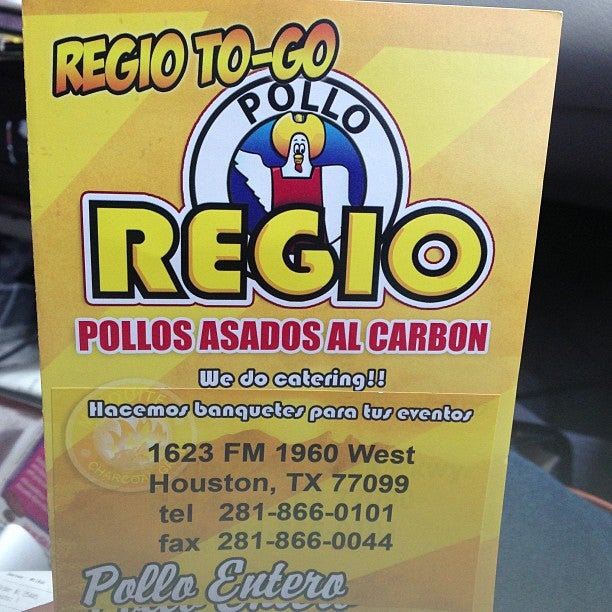 REGIO TO-GO
POLLO
REGIO
POLLOS ASADOS AL CARBON
We do catering!!
Hacemos banquetes para tus eventos
1623 FM 1960 West
Houston, TX 77099
tel 281-866-0101
fax 281-866-0044
Pollo Entero